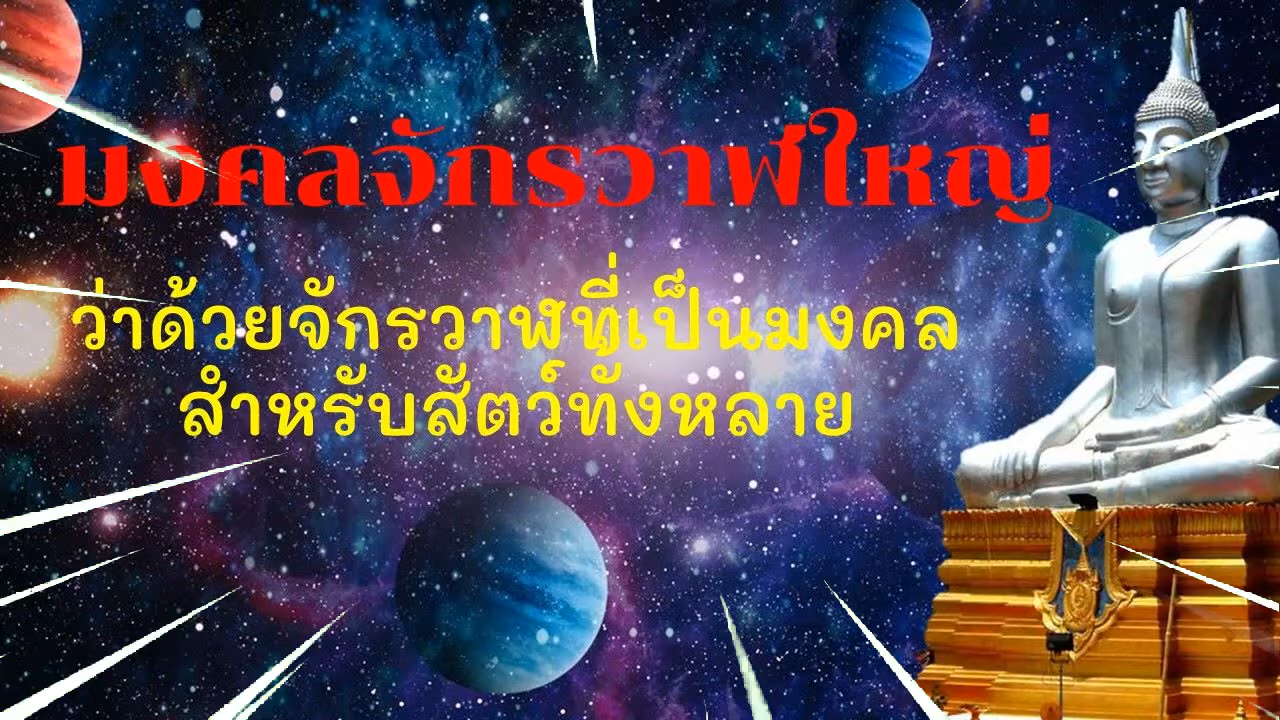 มงคลจักรวาฬใหญ่
ว่าด้วยจักรวาฬที่เป็นมงคล
สำหรับสัตว์ทั้งหลาย